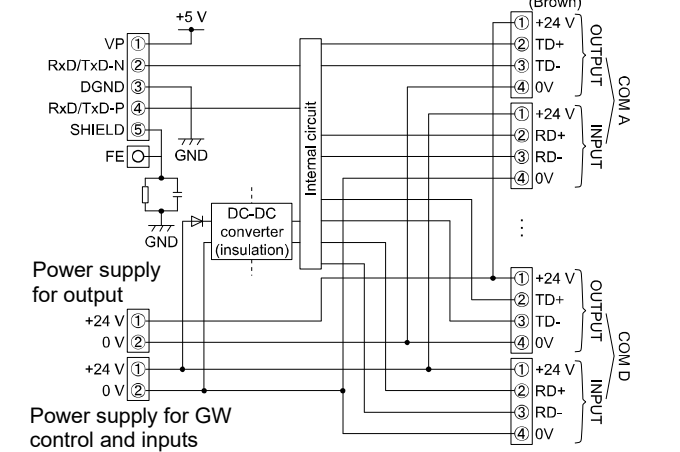 (Brown)
+5 V
VP ①
RxD/TxD-N ②
DGND ③
RxD/TxD-P ④
SHIELD ⑤
FE
GND
GND
Internal circuit
DC-DC
converter
(insulation)
Power supply
for output
+24 V ①
0 V ②
+24 V ①
0 V ②
Power supply for GW
control and inputs
① +24 V
② TD+
③ TD-
④ 0V
OUTPUT
① +24 V
② RD+
③ RD-
④ 0V
INPUT
COM A
⋮
① +24 V
② TD+
③ TD-
④ 0V
OUTPUT
① +24 V
② RD+
③ RD-
④ 0V
INPUT
COM D